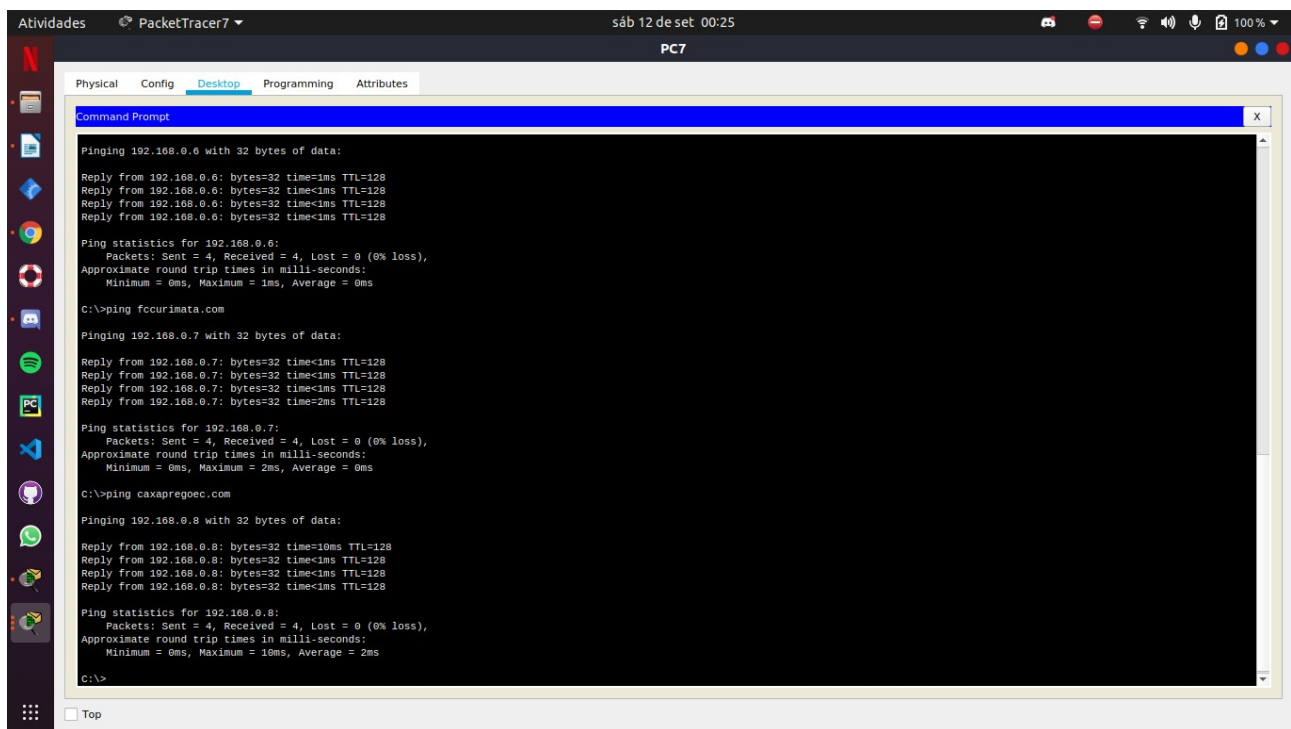 Atividades PacketTracer7 sáb 12 de set 00:25 100 %
PC7
Physical Config Desktop Programming Attributes
Command Prompt X
Pinging 192.168.0.6 with 32 bytes of data:
Reply from 192.168.0.6: bytes=32 time=1ms TTL=128
Reply from 192.168.0.6: bytes=32 time<1ms TTL=128
Reply from 192.168.0.6: bytes=32 time<1ms TTL=128
Reply from 192.168.0.6: bytes=32 time<1ms TTL=128
Ping statistics for 192.168.0.6:
Packets: Sent = 4, Received = 4, Lost = 0 (0% loss),
Approximate round trip times in milli-seconds:
Minimum = 0ms, Maximum = 1ms, Average = 0ms
C:\>ping fccurimata.com
Pinging 192.168.0.7 with 32 bytes of data:
Reply from 192.168.0.7: bytes=32 time<1ms TTL=128
Reply from 192.168.0.7: bytes=32 time<1ms TTL=128
Reply from 192.168.0.7: bytes=32 time<1ms TTL=128
Reply from 192.168.0.7: bytes=32 time=2ms TTL=128
Ping statistics for 192.168.0.7:
Packets: Sent = 4, Received = 4, Lost = 0 (0% loss),
Approximate round trip times in milli-seconds:
Minimum = 0ms, Maximum = 2ms, Average = 0ms
C:\>ping caxapregoec.com
Pinging 192.168.0.8 with 32 bytes of data:
Reply from 192.168.0.8: bytes=32 time=10ms TTL=128
Reply from 192.168.0.8: bytes=32 time<1ms TTL=128
Reply from 192.168.0.8: bytes=32 time<1ms TTL=128
Reply from 192.168.0.8: bytes=32 time<1ms TTL=128
Ping statistics for 192.168.0.8:
Packets: Sent = 4, Received = 4, Lost = 0 (0% loss),
Approximate round trip times in milli-seconds:
Minimum = 0ms, Maximum = 10ms, Average = 2ms
C:\>
Top